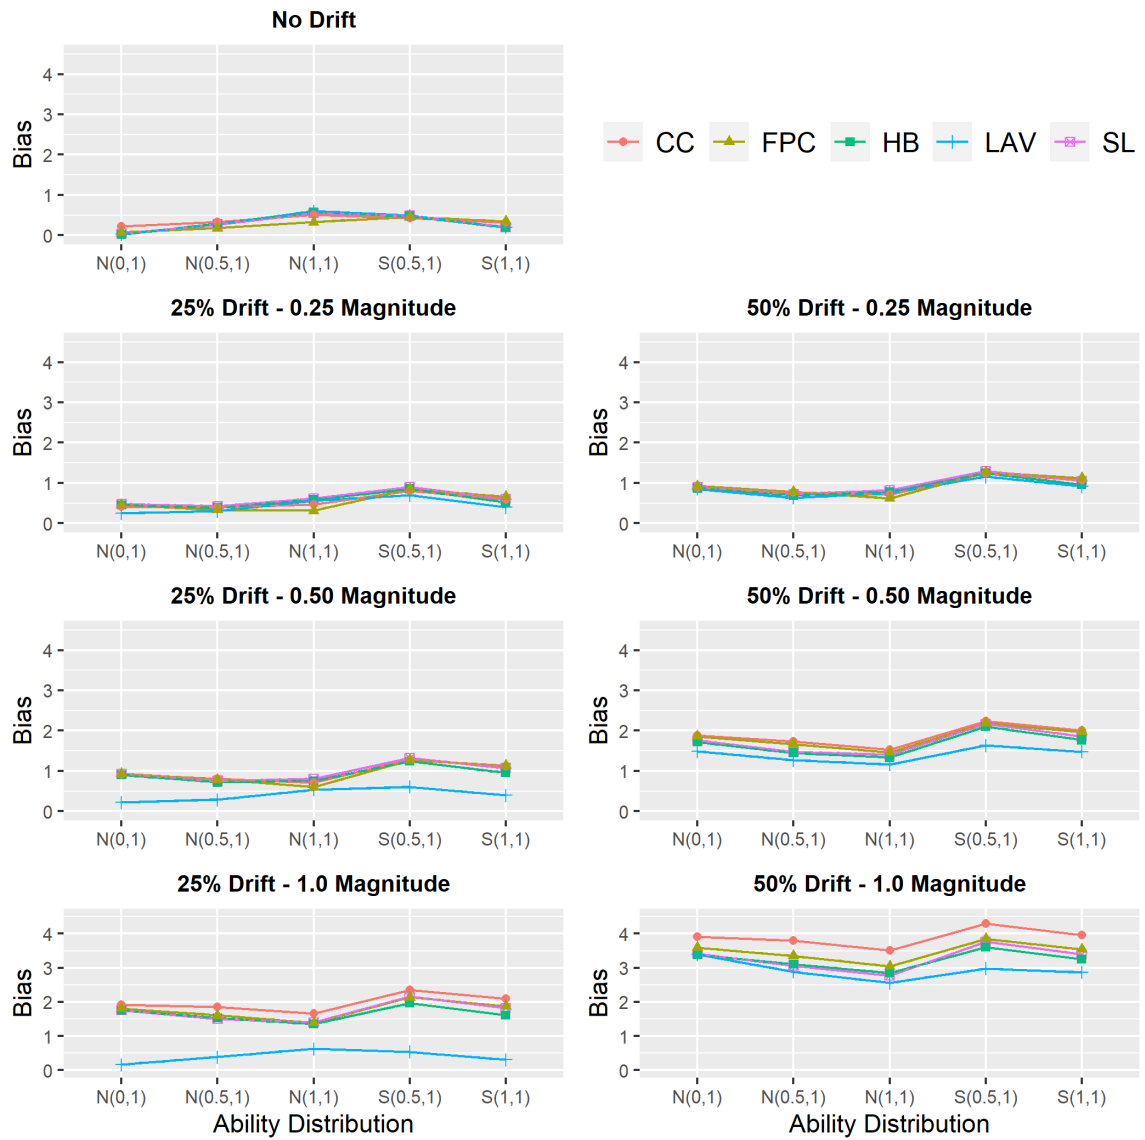 No Drift
4
3
2
1
0
Bias
N(0,1) N(0.5,1) N(1,1) S(0.5,1) S(1,1)
CC FPC HB LAV SL
25% Drift - 0.25 Magnitude
4
3
2
1
0
Bias
N(0,1) N(0.5,1) N(1,1) S(0.5,1) S(1,1)
50% Drift - 0.25 Magnitude
4
3
2
1
0
Bias
N(0,1) N(0.5,1) N(1,1) S(0.5,1) S(1,1)
25% Drift - 0.50 Magnitude
4
3
2
1
0
Bias
N(0,1) N(0.5,1) N(1,1) S(0.5,1) S(1,1)
50% Drift - 0.50 Magnitude
4
3
2
1
0
Bias
N(0,1) N(0.5,1) N(1,1) S(0.5,1) S(1,1)
25% Drift - 1.0 Magnitude
4
3
2
1
0
Bias
N(0,1) N(0.5,1) N(1,1) S(0.5,1) S(1,1)
Ability Distribution
50% Drift - 1.0 Magnitude
4
3
2
1
0
Bias
N(0,1) N(0.5,1) N(1,1) S(0.5,1) S(1,1)
Ability Distribution